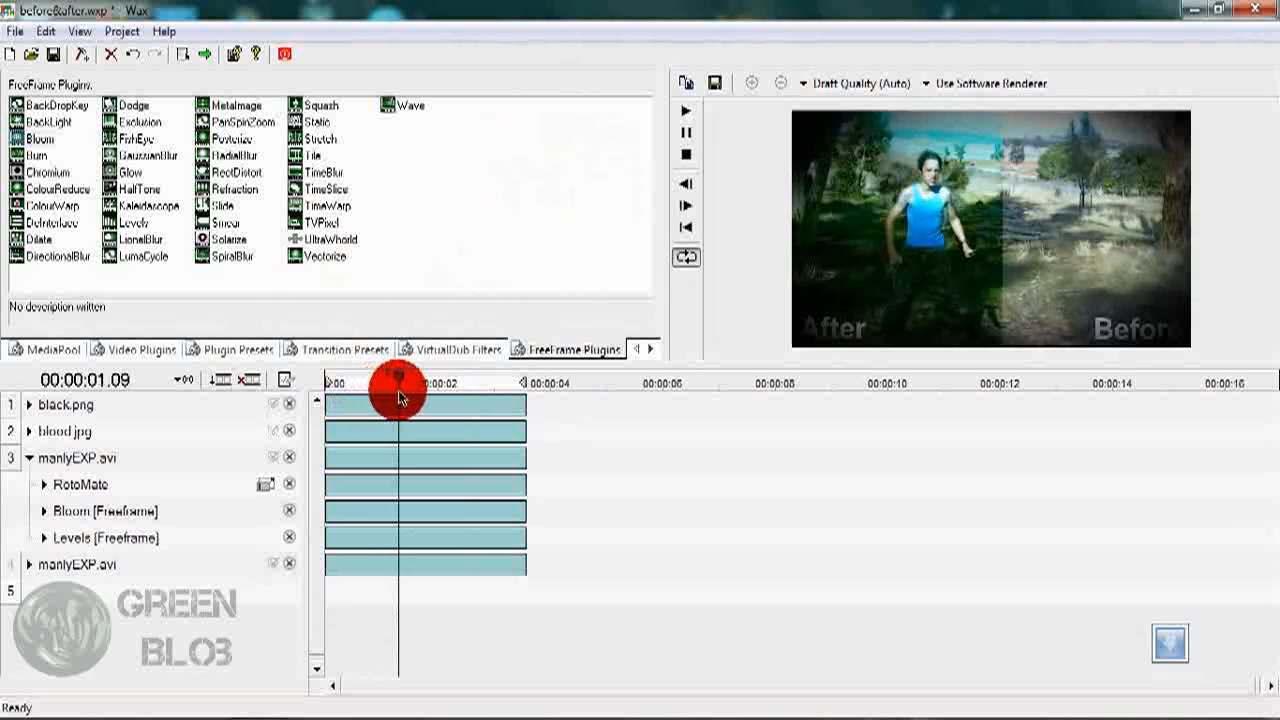 before&after.wxp * - Wax
File Edit View Project Help
FreeFrame Plugins:
Draft Quality (Auto) Use Software Renderer
BackDropKey Dodge MetaImage Squash Wave
BackLight Exclusion PanSpinZoom Static
Bloom FishEye Posterize Stretch
Burn GaussianBlur RadialBlur Tile
Chromium Glow RectDistort TimeBlur
ColourReduce HalfTone Refraction TimeSlice
ColourWarp Kaleidoscope Slide TimeWarp
DeInterlace Levels Smear TVPixel
Dilate LionelBlur Solarize UltraWhorld
DirectionalBlur LumaCycle SpiralBlur Vectorize
No description written
After Before
MediaPool Video Plugins Plugin Presets Transition Presets VirtualDub Filters FreeFrame Plugins
00:00:01.09
:00 00:00:02 00:00:04 00:00:06 00:00:08 00:00:10 00:00:12 00:00:14 00:00:16
1 black.png
2 blood.jpg
3 manlyEXP.avi
RotoMate
Bloom [Freeframe]
Levels [Freeframe]
4 manlyEXP.avi
5
GREEN
BLO3
Ready